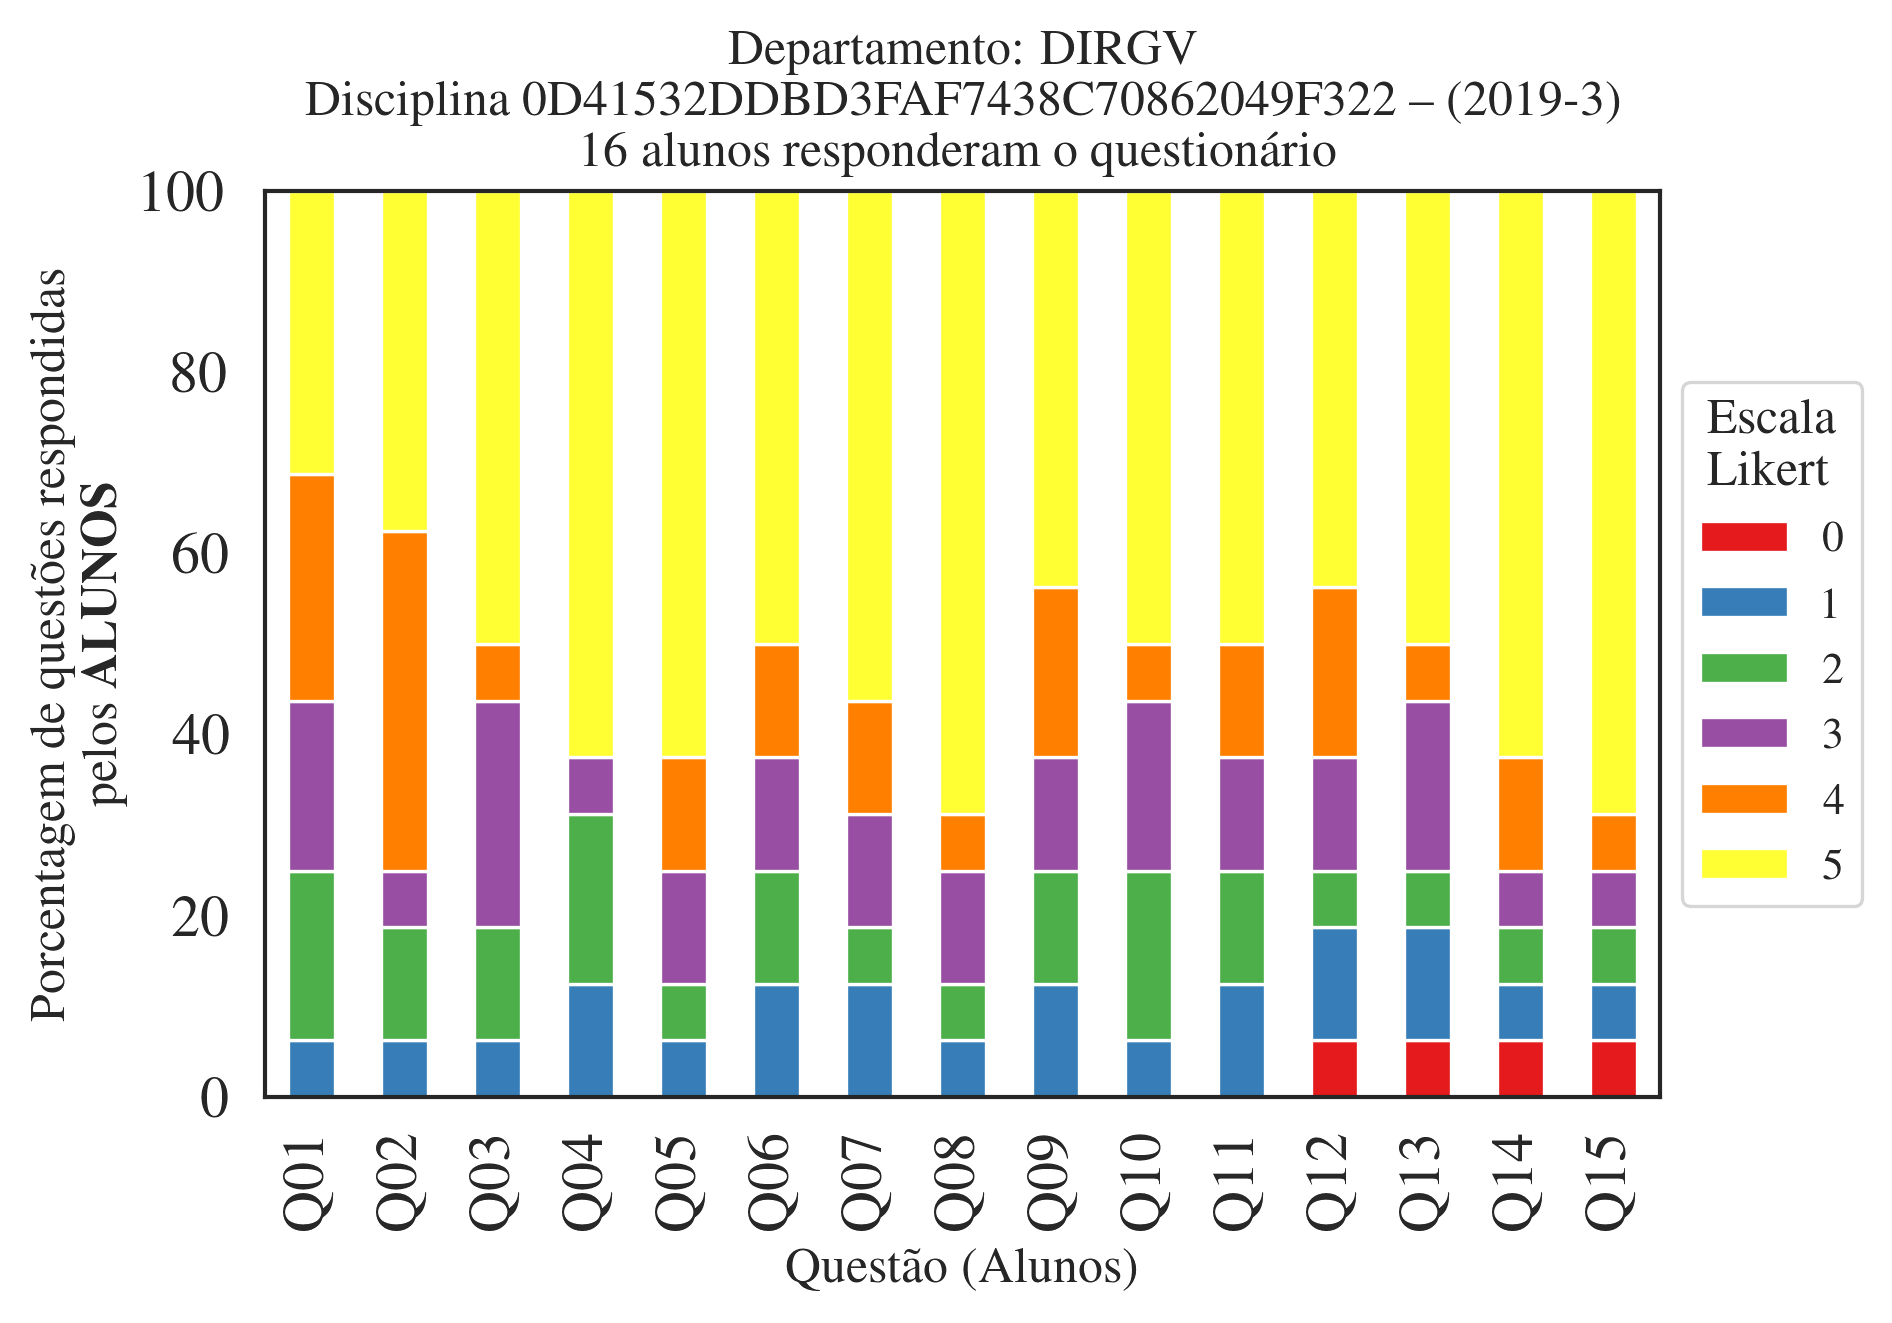 Departamento: DIRGV
Disciplina 0D41532DDBD3FAF7438C70862049F322 – (2019-3)
16 alunos responderam o questionário
Porcentagem de questões respondidas
pelos ALUNOS
100
80
60
40
20
0
Q01
Q02
Q03
Q04
Q05
Q06
Q07
Q08
Q09
Q10
Q11
Q12
Q13
Q14
Q15
Questão (Alunos)
Escala
Likert
0
1
2
3
4
5